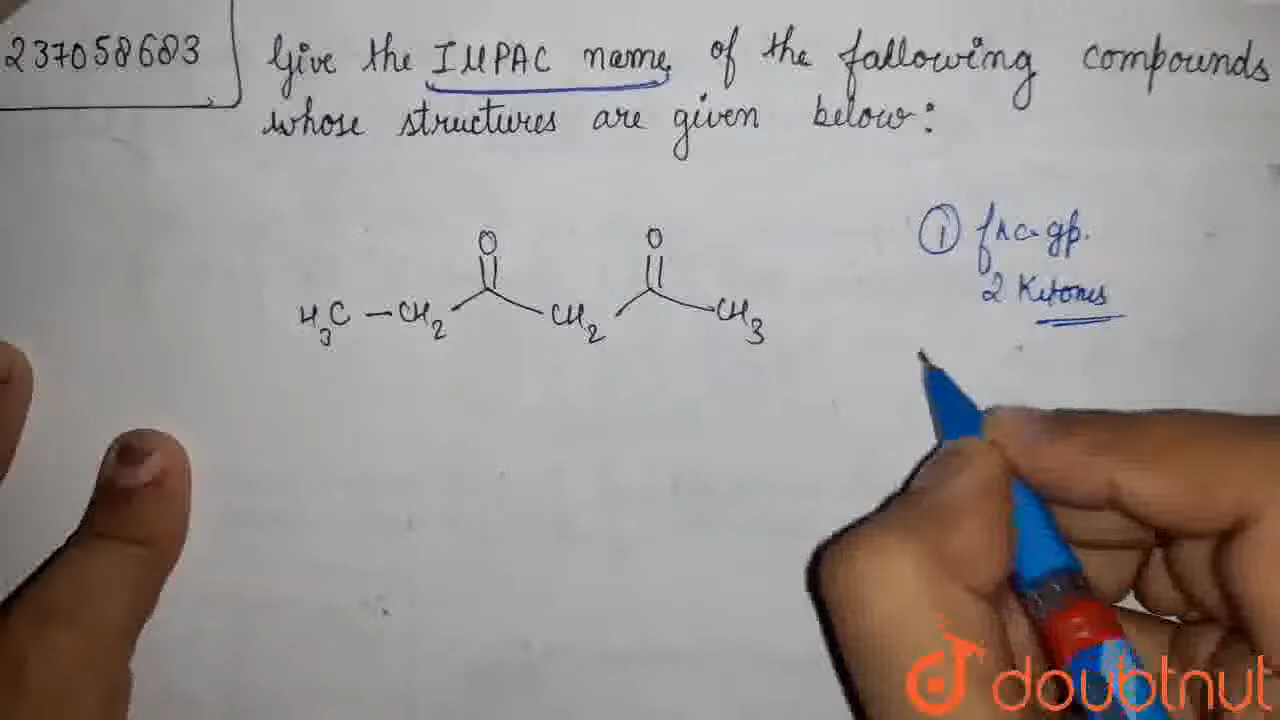 237058683
Give the IUPAC name of the following compounds
whose structures are given below:
O O
H3C - CH2 CH2 CH3
① fnc. gp.
2 Ketones
doubtnut